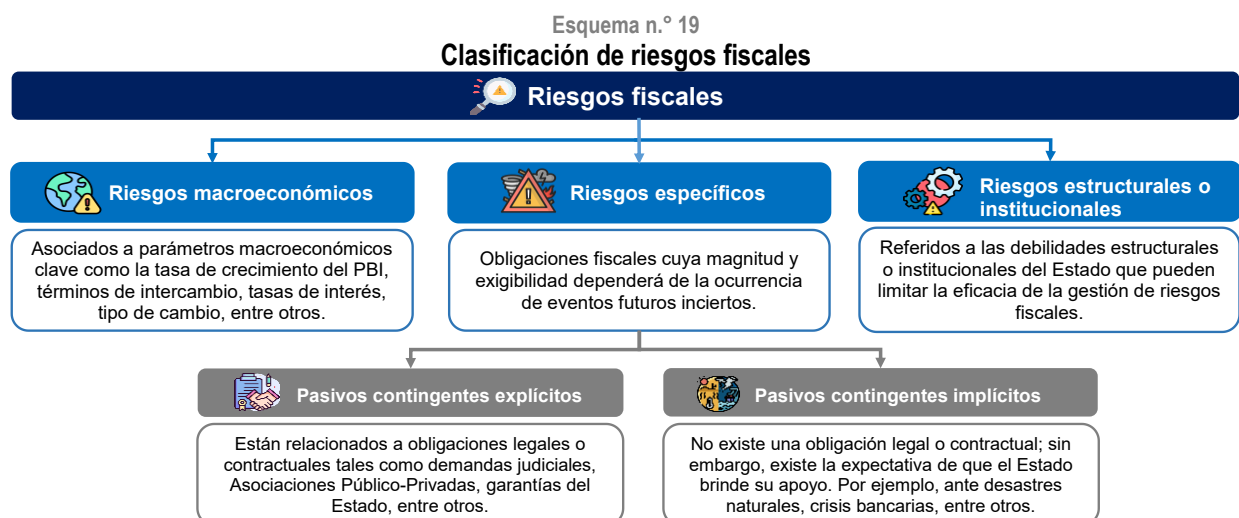 Esquema n.° 19
Clasificación de riesgos fiscales
Riesgos fiscales
Riesgos macroeconómicos
Asociados a parámetros macroeconómicos
clave como la tasa de crecimiento del PBI,
términos de intercambio, tasas de interés,
tipo de cambio, entre otros.
Riesgos específicos
Obligaciones fiscales cuya magnitud y
exigibilidad dependerá de la ocurrencia
de eventos futuros inciertos.
Riesgos estructurales o
institucionales
Referidos a las debilidades estructurales
o institucionales del Estado que pueden
limitar la eficacia de la gestión de riesgos
fiscales.
Pasivos contingentes explícitos
Están relacionados a obligaciones legales o
contractuales tales como demandas judiciales,
Asociaciones Público-Privadas, garantías del
Estado, entre otros.
Pasivos contingentes implícitos
No existe una obligación legal o contractual; sin
embargo, existe la expectativa de que el Estado
brinde su apoyo. Por ejemplo, ante desastres
naturales, crisis bancarias, entre otros.